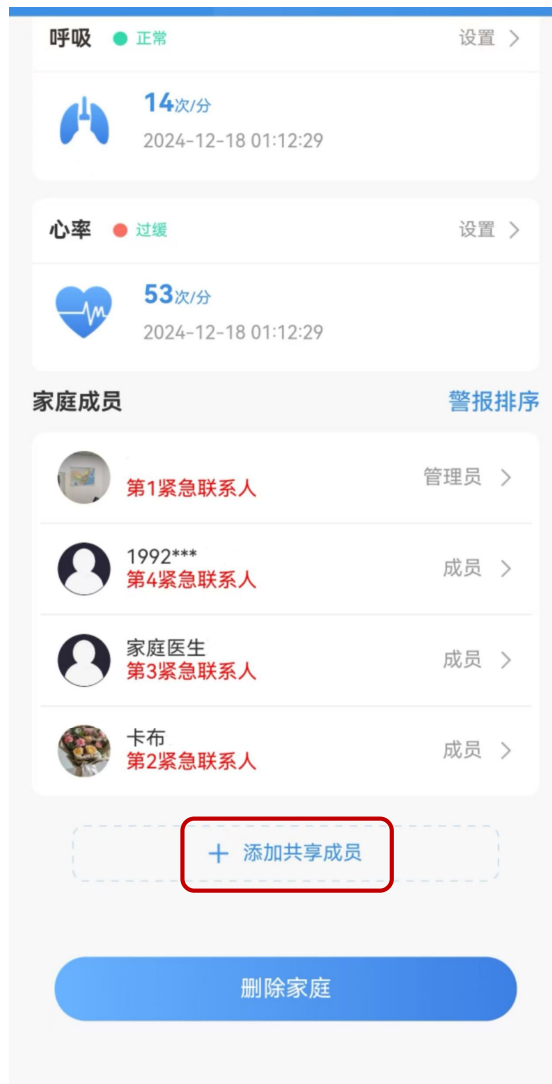 呼吸 正常 设置
14次/分
2024-12-18 01:12:29
心率 过缓 设置
53次/分
2024-12-18 01:12:29
家庭成员 警报排序
第1紧急联系人 管理员
1992***
第4紧急联系人 成员
家庭医生
第3紧急联系人 成员
卡布
第2紧急联系人 成员
+ 添加共享成员
删除家庭